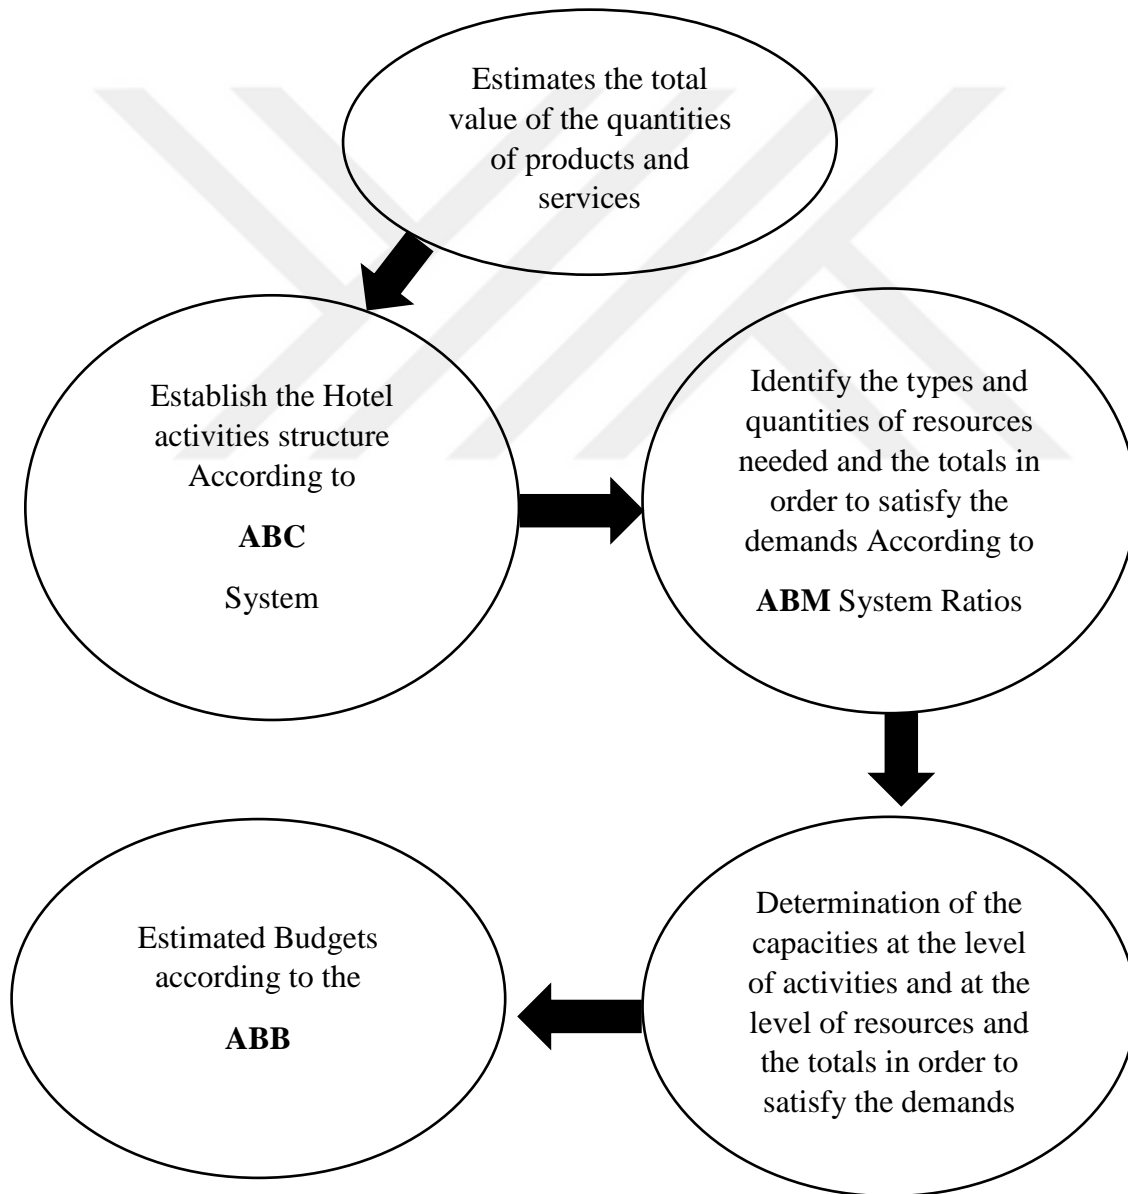 Estimates the total
value of the quantities
of products and
services
Establish the Hotel
activities structure
According to
ABC
System
Identify the types and
quantities of resources
needed and the totals in
order to satisfy the
demands According to
ABM System Ratios
Determination of the
capacities at the level
of activities and at the
level of resources and
the totals in order to
satisfy the demands
Estimated Budgets
according to the
ABB